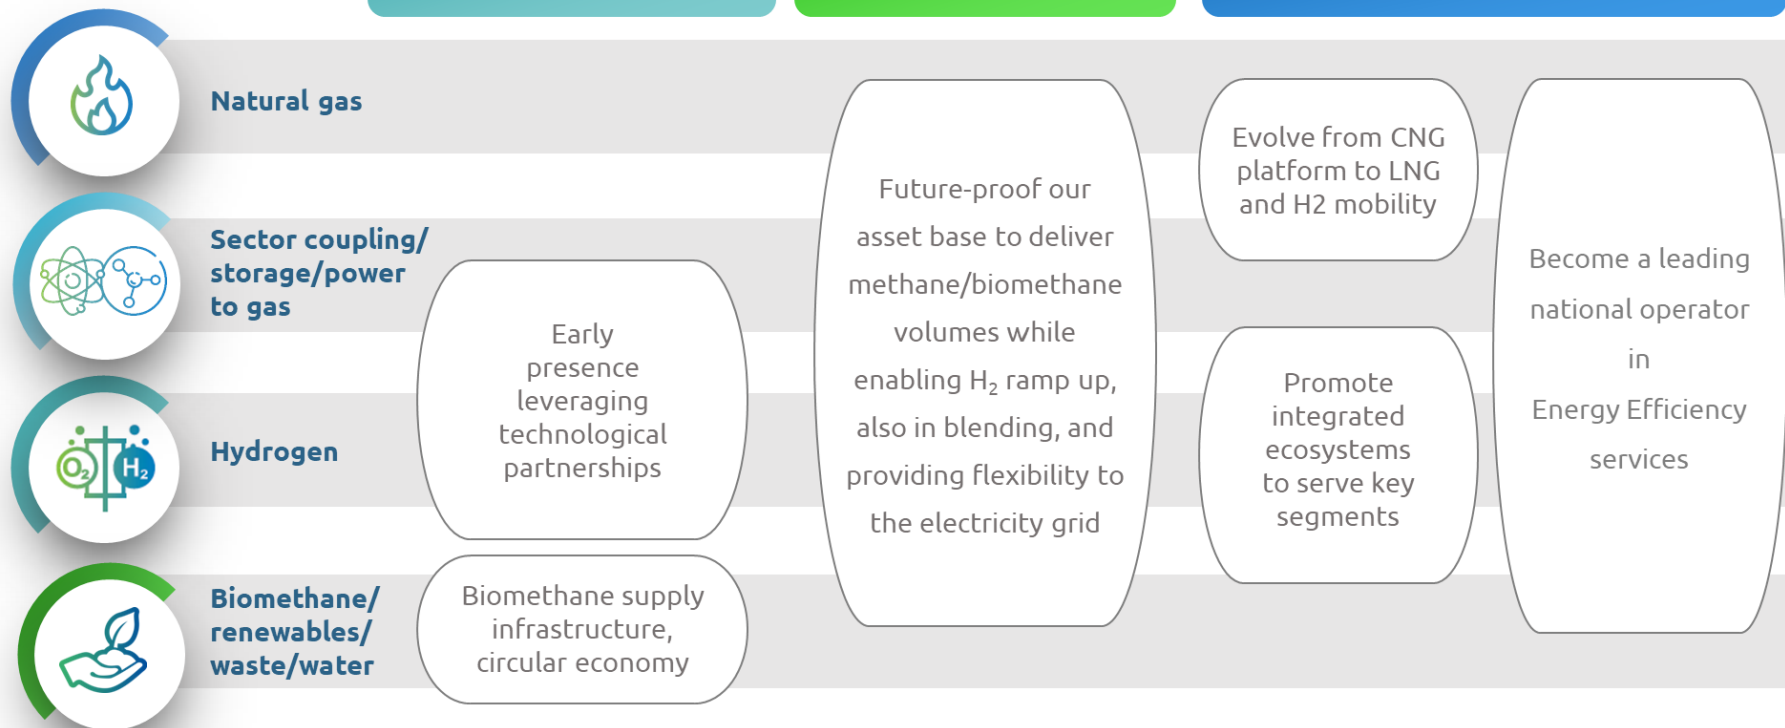 Natural gas
Sector coupling/
storage/power
to gas
Hydrogen
O₂
H₂
Biomethane/
renewables/
waste/water
Early
presence
leveraging
technological
partnerships
Biomethane supply
infrastructure,
circular economy
Future-proof our
asset base to deliver
methane/biomethane
volumes while
enabling H₂ ramp up,
also in blending, and
providing flexibility to
the electricity grid
Evolve from CNG
platform to LNG
and H2 mobility
Promote
integrated
ecosystems
to serve key
segments
Become a leading
national operator
in
Energy Efficiency
services